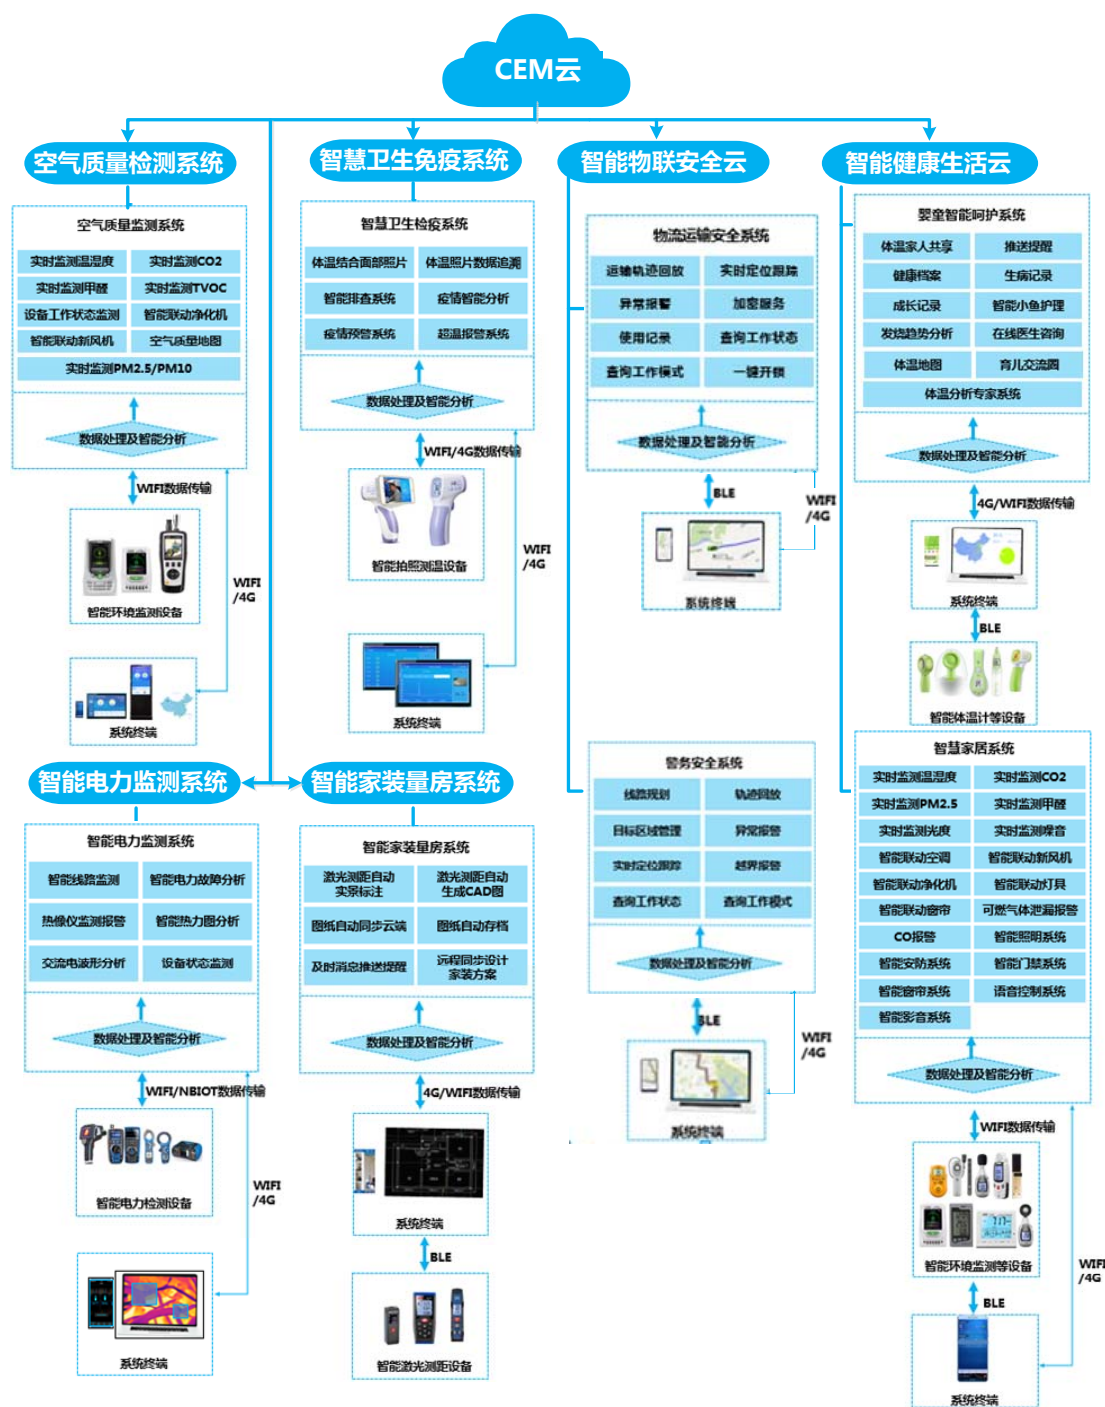 CEM云
空气质量检测系统
空气质量监测系统
实时监测温湿度
实时监测CO2
实时监测甲醛
实时监测TVOC
设备工作状态监测
智能联动净化机
智能联动新风机
空气质量地图
实时监测PM2.5/PM10
数据处理及智能分析
WIFI数据传输
智能环境监测设备
WIFI
/4G
系统终端
智慧卫生免疫系统
智慧卫生检疫系统
体温结合面部照片
体温照片数据追溯
智能排查系统
疫情智能分析
疫情预警系统
超温报警系统
数据处理及智能分析
WIFI/4G数据传输
智能拍照测温设备
WIFI
/4G
系统终端
智能物联安全云
物流运输安全系统
运输轨迹回放
实时定位跟踪
异常报警
加密服务
使用记录
查询工作状态
查询工作模式
一键开锁
数据处理及智能分析
BLE
WIFI
/4G
系统终端
警务安全系统
线路规划
轨迹回放
目标区域管理
异常报警
实时定位跟踪
越界报警
查询工作状态
查询工作模式
数据处理及智能分析
BLE
WIFI
/4G
系统终端
智能健康生活云
婴童智能呵护系统
体温家人共享
推送提醒
健康档案
生病记录
成长记录
智能小鱼护理
发烧趋势分析
在线医生咨询
体温地图
育儿交流圈
体温分析专家系统
数据处理及智能分析
4G/WIFI数据传输
系统终端
BLE
智能体温计等设备
智慧家居系统
实时监测温湿度
实时监测CO2
实时监测PM2.5
实时监测甲醛
实时监测光度
实时监测噪音
智能联动空调
智能联动新风机
智能联动净化机
智能联动灯具
智能联动窗帘
可燃气体泄漏报警
CO报警
智能照明系统
智能安防系统
智能门禁系统
智能窗帘系统
语音控制系统
智能影音系统
数据处理及智能分析
WIFI数据传输
智能环境监测等设备
WIFI
/4G
BLE
系统终端
智能电力监测系统
智能电力监测系统
智能线路监测
智能电力故障分析
热像仪监测报警
智能热力图分析
交流电波形分析
设备状态监测
数据处理及智能分析
WIFI/NBIOT数据传输
智能电力检测设备
WIFI
/4G
系统终端
智能家装量房系统
智能家装量房系统
激光测距自动
实景标注
激光测距自动
生成CAD图
图纸自动同步云端
图纸自动存档
及时消息推送提醒
远程同步设计
家装方案
数据处理及智能分析
4G/WIFI数据传输
系统终端
BLE
智能激光测距设备